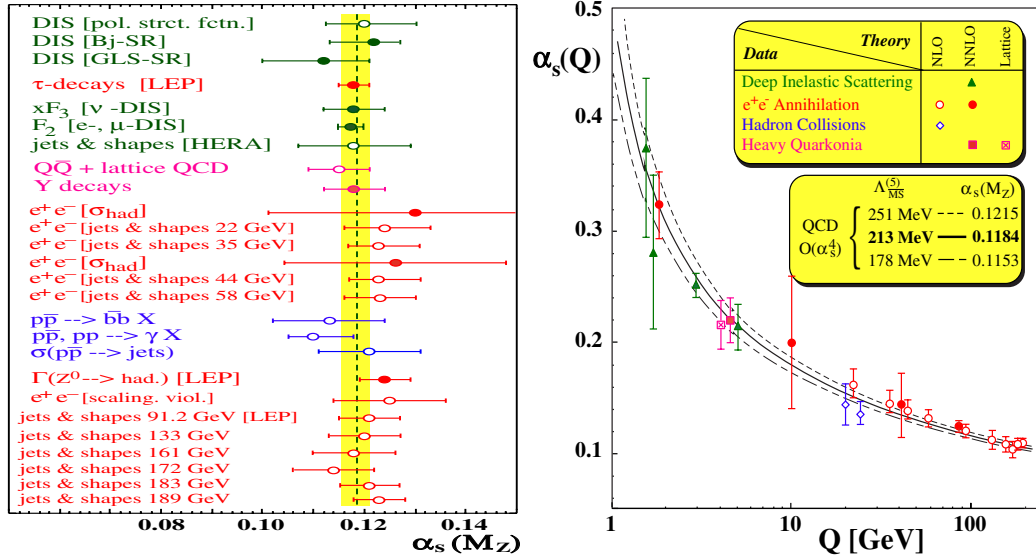 DIS [pol. strct. fctn.]
DIS [Bj-SR]
DIS [GLS-SR]
τ-decays [LEP]
xF₃ [ν -DIS]
F₂ [e-, μ-DIS]
jets & shapes [HERA]
QQ̅ + lattice QCD
Υ decays
e⁺e⁻[σhad]
e⁺e⁻[jets & shapes 22 GeV]
e⁺e⁻[jets & shapes 35 GeV]
e⁺e⁻[σhad]
e⁺e⁻[jets & shapes 44 GeV]
e⁺e⁻[jets & shapes 58 GeV]
pp̅ --> bb̅ X
pp̅, pp --> γ X
σ(pp̅ --> jets)
Γ(Z⁰--> had.) [LEP]
e⁺e⁻[scaling. viol.]
jets & shapes 91.2 GeV [LEP]
jets & shapes 133 GeV
jets & shapes 161 GeV
jets & shapes 172 GeV
jets & shapes 183 GeV
jets & shapes 189 GeV
0.08 0.10 0.12 0.14
αs (MZ)
0.5
0.4
0.3
0.2
0.1
αs(Q)
Data Theory NLO NNLO Lattice
Deep Inelastic Scattering
e⁺e⁻ Annihilation
Hadron Collisions
Heavy Quarkonia
Λ(5)MS̅ αs(MZ)
QCD O(αs⁴)
251 MeV 0.1215
213 MeV 0.1184
178 MeV 0.1153
1 10 100
Q [GeV]